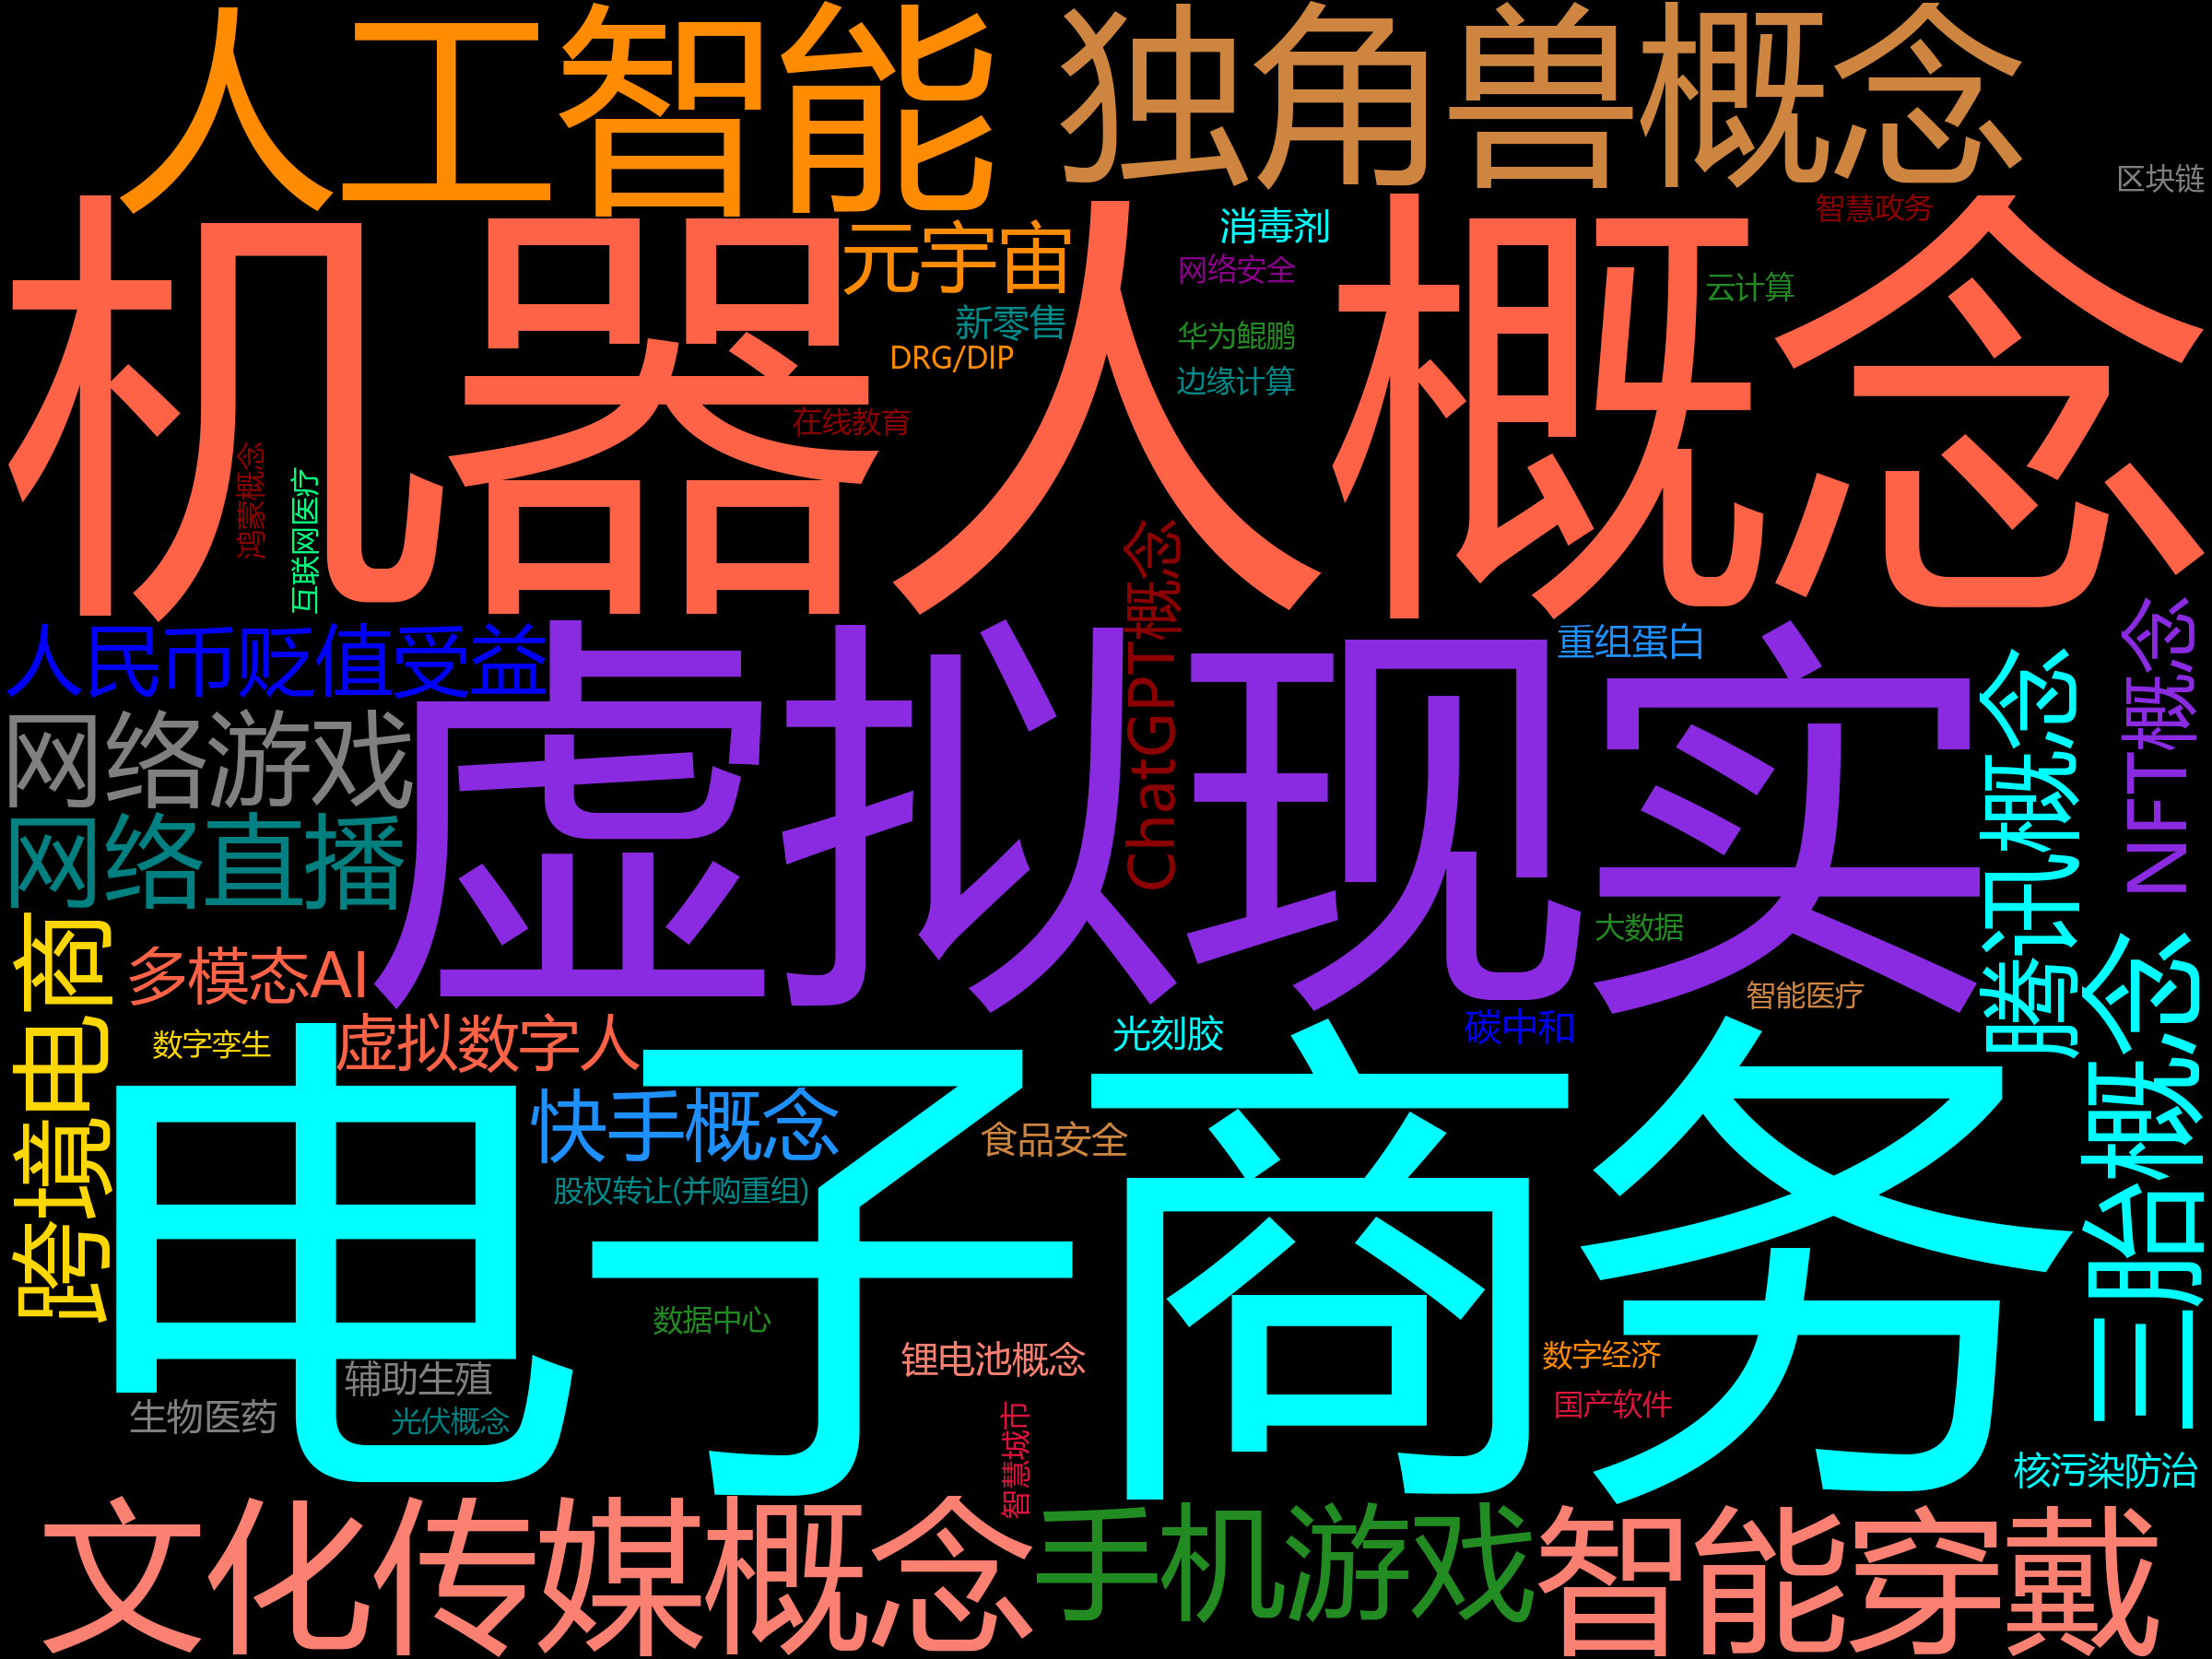 人工智能
独角兽概念
区块链
智慧政务
机器人概念
元宇宙
消毒剂
网络安全
云计算
新零售
华为鲲鹏
DRG/DIP
边缘计算
在线教育
鸿蒙概念
互联网医疗
ChatGPT概念
人民币贬值受益
重组蛋白
NFT概念
腾讯概念
网络游戏
虚拟现实
网络直播
大数据
跨境电商
多模态AI
智能医疗
三胎概念
数字孪生
虚拟数字人
光刻胶
碳中和
电子商务
快手概念
食品安全
股权转让(并购重组)
数据中心
锂电池概念
数字经济
辅助生殖
国产软件
生物医药
光伏概念
智慧城市
核污染防治
文化传媒概念
手机游戏
智能穿戴